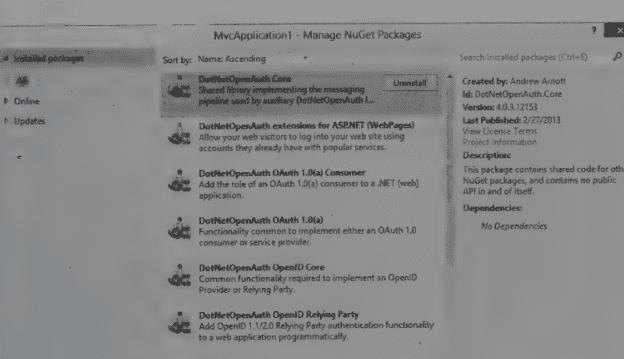 MvcApplication1 - Manage NuGet Packages
?
Installed packages
All
Online
Updates
Sort by: Name: Ascending
DotNetOpenAuth Core
Shared library implementing the messaging
pipeline used by auxiliary DotNetOpenAuth l...
Uninstall
DotNetOpenAuth extensions for ASP.NET (WebPages)
Allow your web visitors to log into your web site using
accounts they already have with popular services.
DotNetOpenAuth OAuth 1.0(a) Consumer
Add the role of an OAuth 1.0(a) consumer to a .NET (web)
application.
DotNetOpenAuth OAuth 1.0(a)
Functionality common to implement either an OAuth 1.0
consumer or service provider.
DotNetOpenAuth OpenID Core
Common functionality required to implement an OpenID
Provider or Relying Party.
DotNetOpenAuth OpenID Relying Party
Add OpenID 1.1/2.0 Relying Party authentication functionality
to a web application programmatically.
Search Installed packages (Ctrl+E)
Created by: Andrew Arnott
Id: DotNetOpenAuth.Core
Version: 4.0.3.12153
Last Published: 2/27/2013
View License Terms
Project Information
Description:
This package contains shared code for oth
NuGet packages, and contains no public
API in and of itself.
Dependencies:
No Dependencies